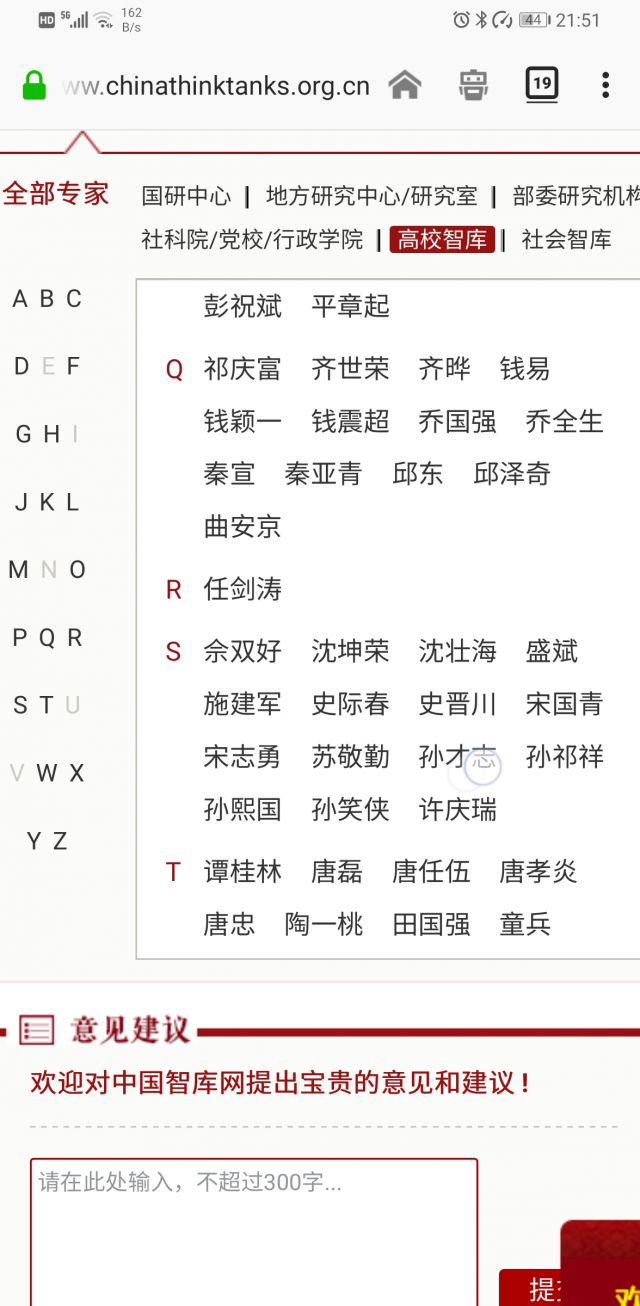 HD 5G 162 B/s 44 21:51
ww.chinathinktanks.org.cn 19
全部专家 国研中心 | 地方研究中心/研究室 | 部委研究机构
社科院/党校/行政学院 | 高校智库 | 社会智库
A B C
D E F
G H I
J K L
M N O
P Q R
S T U
V W X
Y Z
彭祝斌 平章起
Q 祁庆富 齐世荣 齐晔 钱易
钱颖一 钱震超 乔国强 乔全生
秦宣 秦亚青 邱东 邱泽奇
曲安京
R 任剑涛
S 佘双好 沈坤荣 沈壮海 盛斌
施建军 史际春 史晋川 宋国青
宋志勇 苏敬勤 孙才志 孙祁祥
孙熙国 孙笑侠 许庆瑞
T 谭桂林 唐磊 唐任伍 唐孝炎
唐忠 陶一桃 田国强 童兵
意见建议
欢迎对中国智库网提出宝贵的意见和建议！
请在此处输入，不超过300字...
提